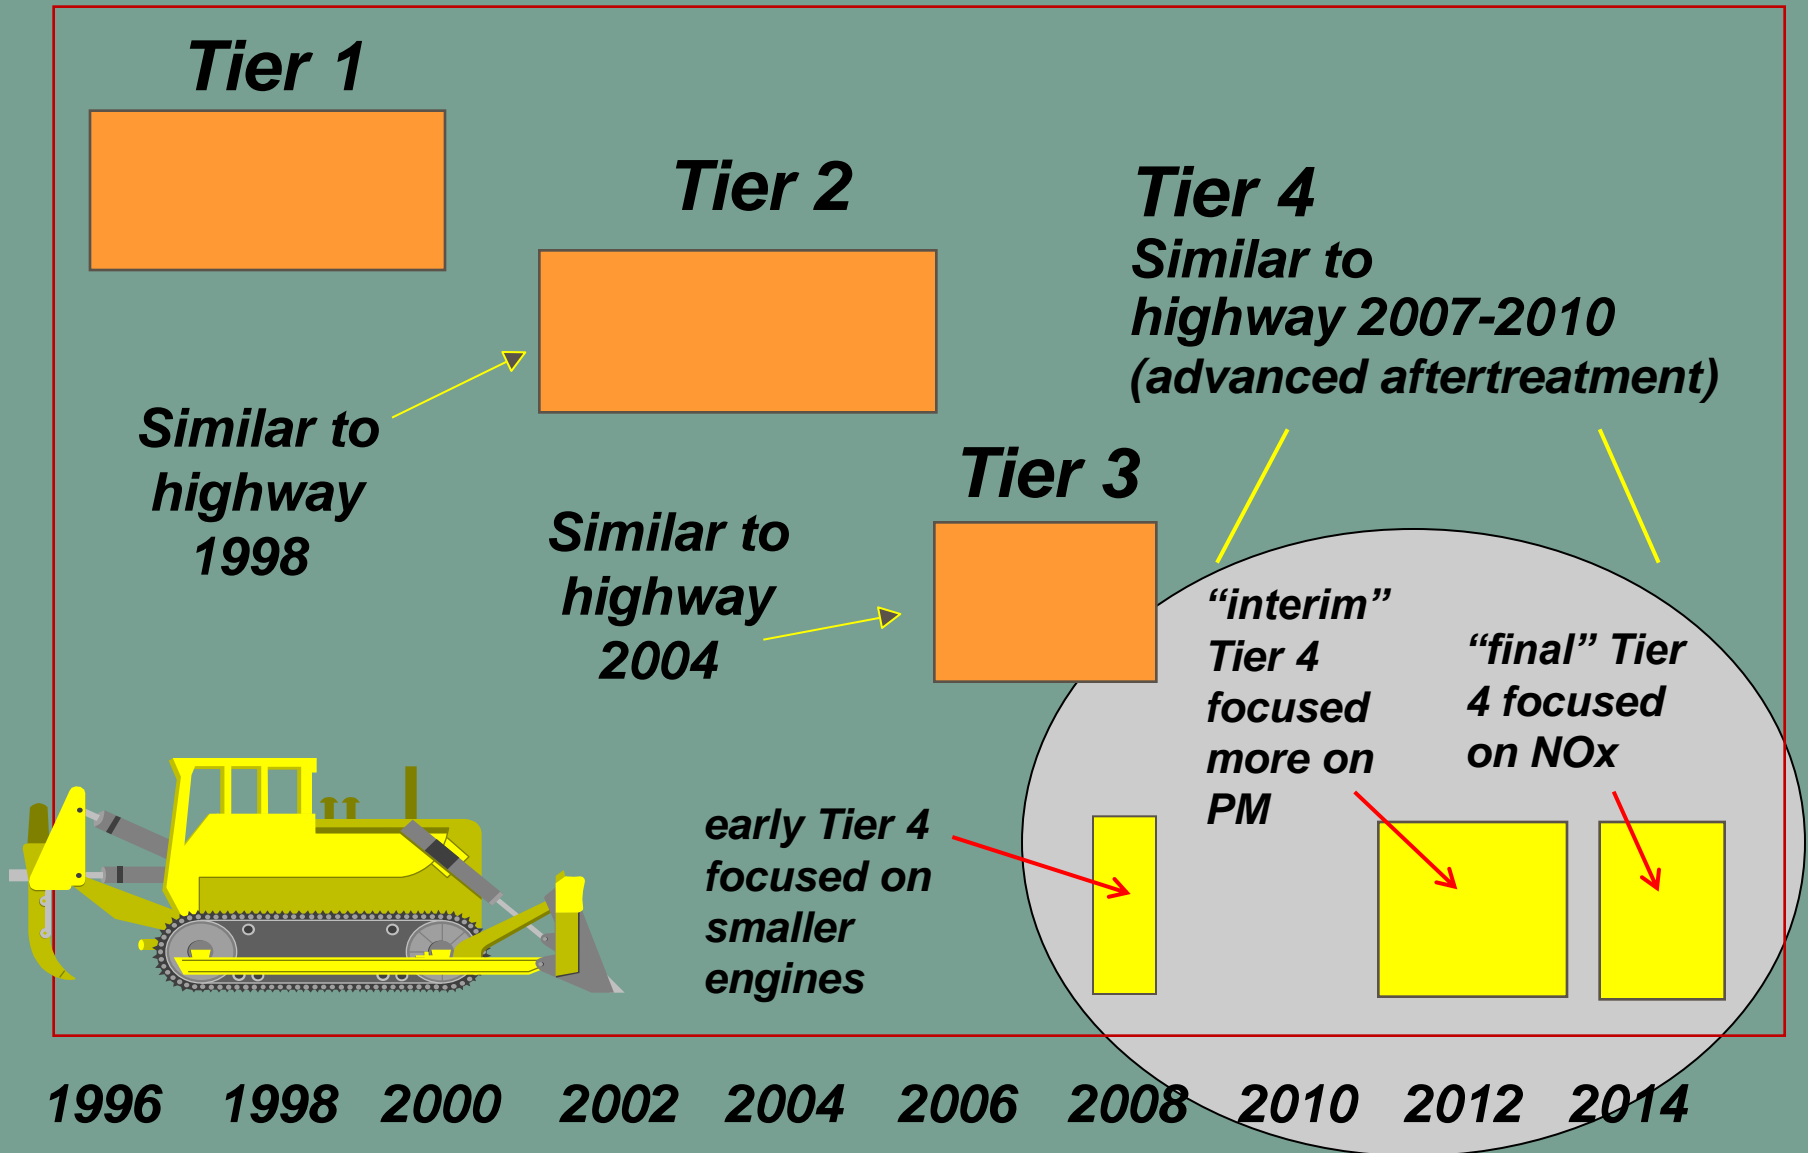 Tier 1
Tier 2
Tier 4
Similar to
highway 2007-2010
(advanced aftertreatment)
Similar to
highway
1998
Tier 3
Similar to
highway
2004
“interim”
Tier 4
focused
more on
PM
“final” Tier
4 focused
on NOx
early Tier 4
focused on
smaller
engines
1996 1998 2000 2002 2004 2006 2008 2010 2012 2014